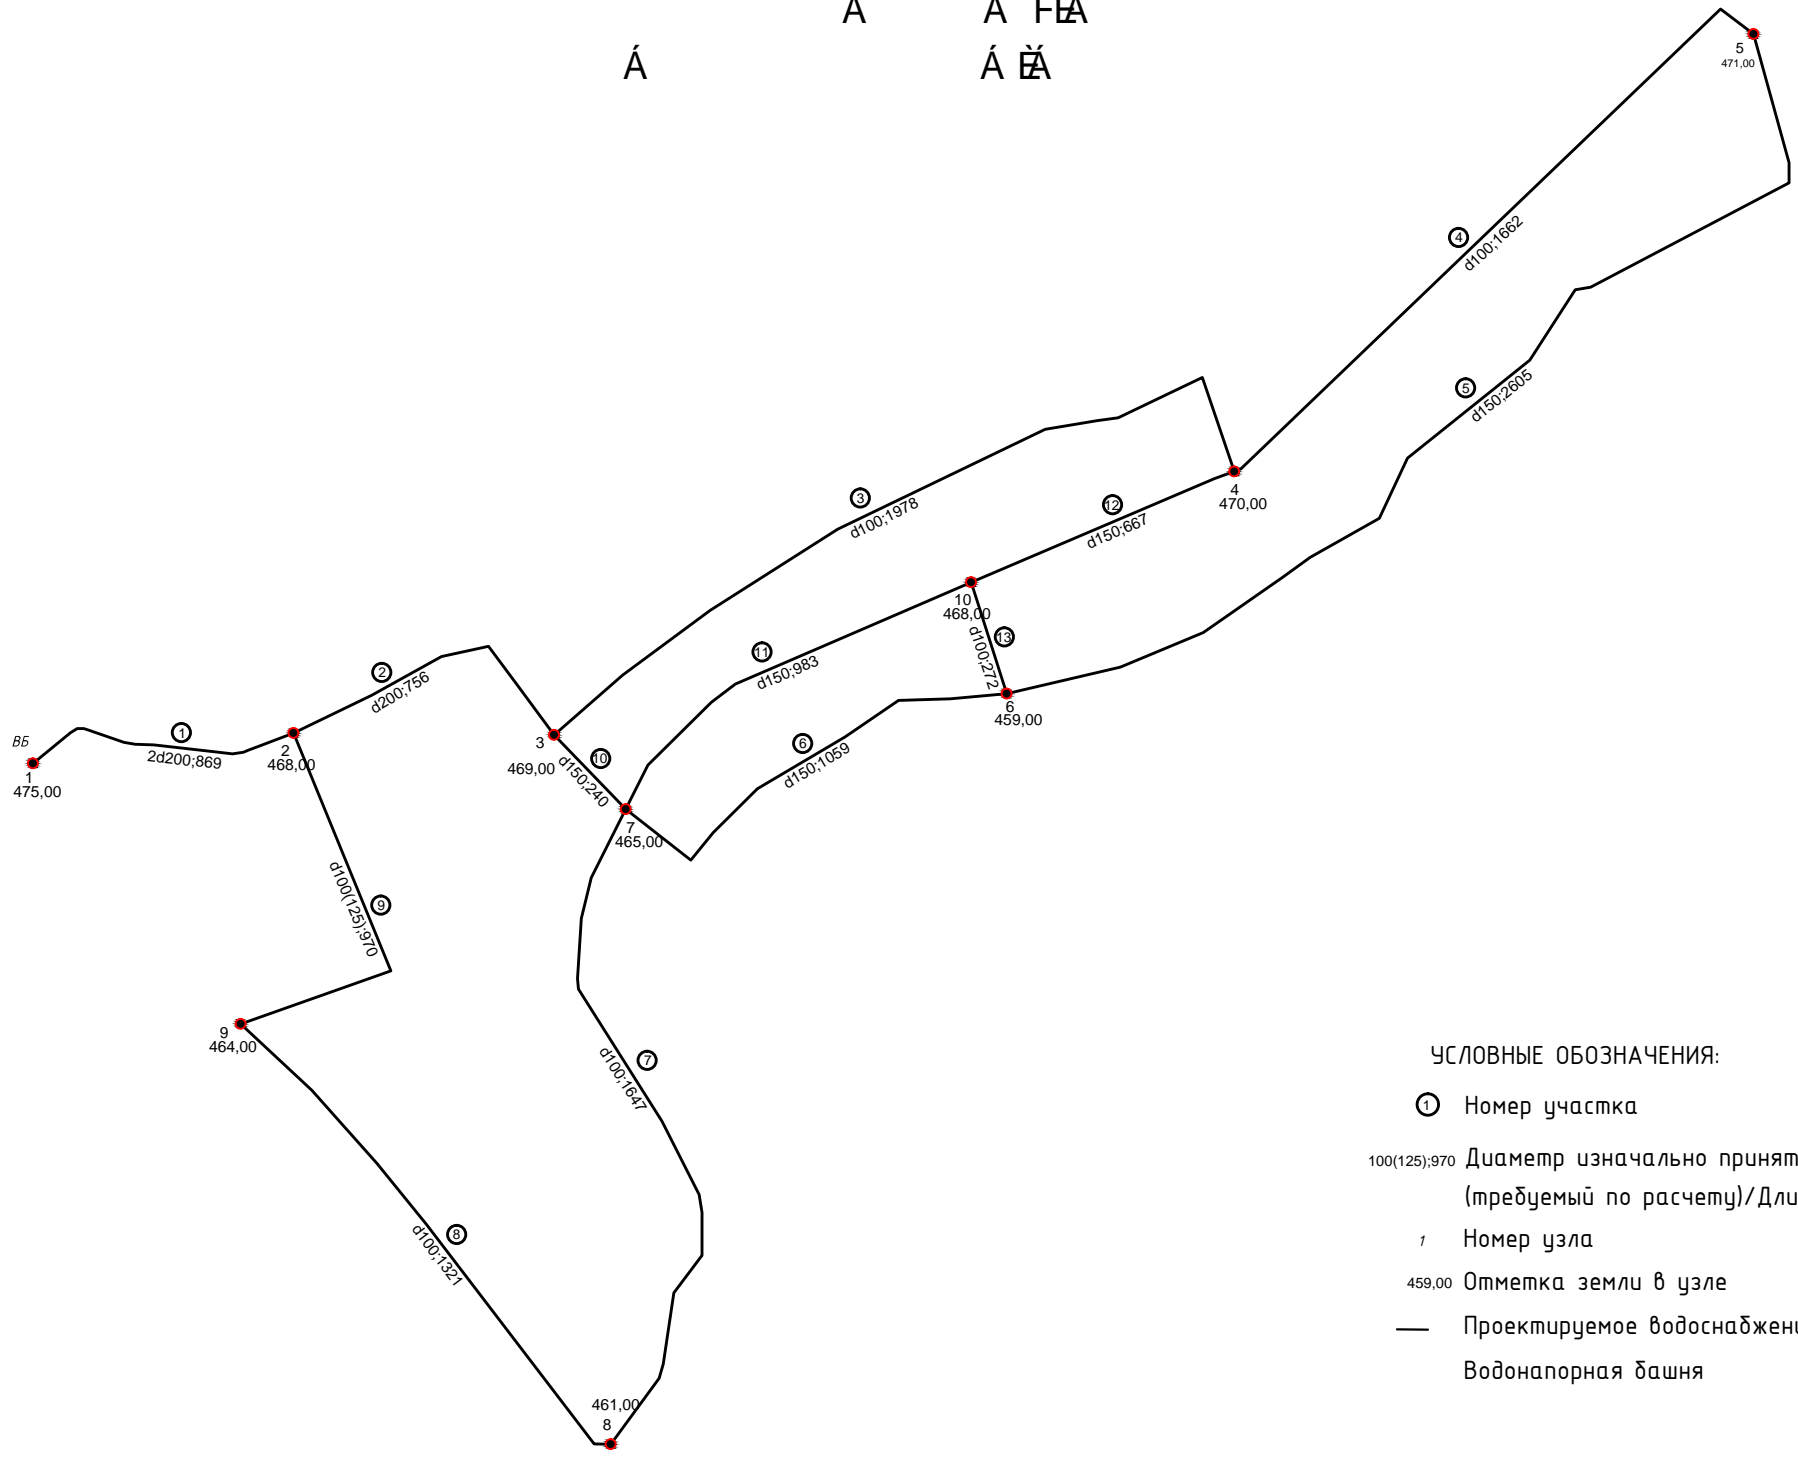 5
471,00
4
d100;1662
5
d150;2605
3
d100;1978
4
470,00
12
d150;667
10
468,00
13
d100;272
11
d150;983
6
459,00
6
d150;1059
2
d200;756
ВБ
1
475,00
1
2d200;869
2
468,00
3
469,00
10
d150;240
7
465,00
9
d100(125);970
9
464,00
7
d100;1647
8
d100;1321
461,00
8
УСЛОВНЫЕ ОБОЗНАЧЕНИЯ:
1 Номер участка
100(125);970 Диаметр изначально принят
(требуемый по расчету)/Дли
1 Номер узла
459,00 Отметка земли в узле
Проектируемое водоснабжени
Водонапорная башня